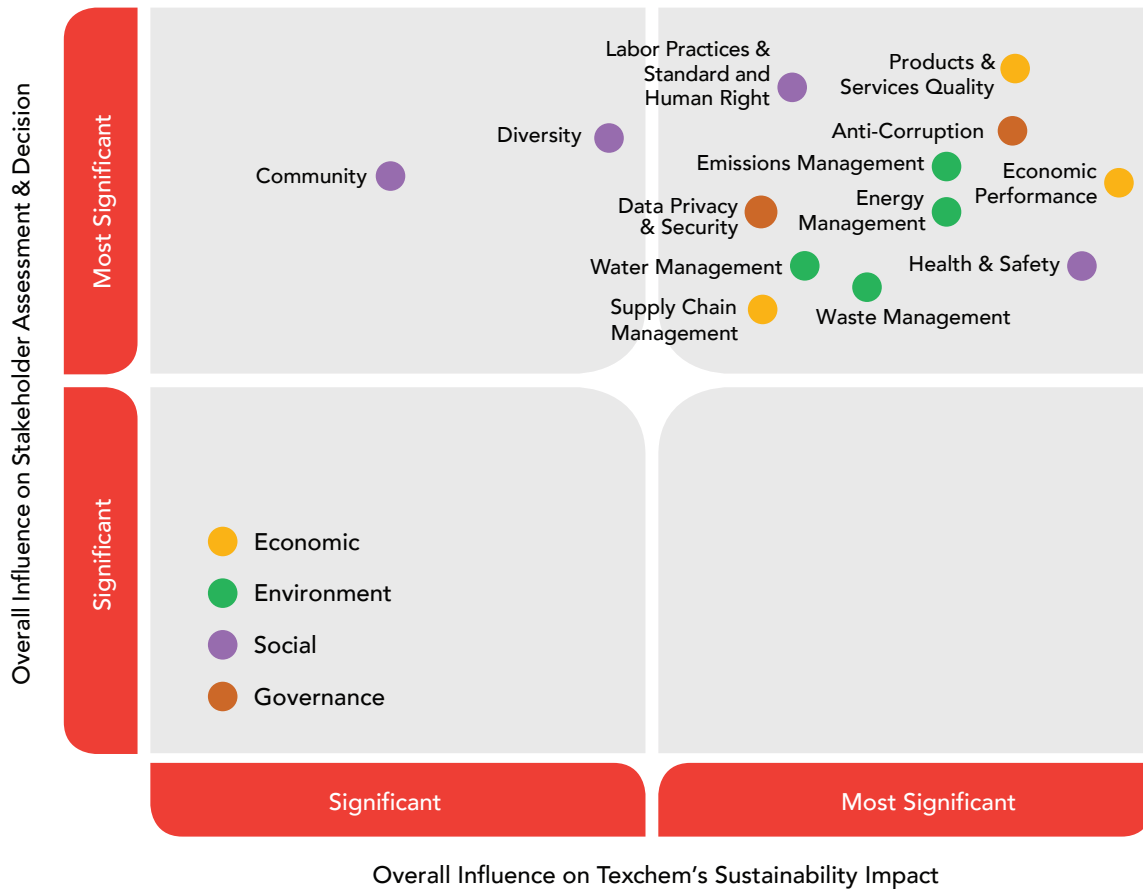 Overall Influence on Stakeholder Assessment & Decision
Most Significant
Significant
Labor Practices &
Standard and
Human Right
Products &
Services Quality
Diversity
Anti-Corruption
Community
Emissions Management
Economic
Performance
Data Privacy
& Security
Energy
Management
Water Management
Health & Safety
Supply Chain
Management
Waste Management
Economic
Environment
Social
Governance
Significant
Most Significant
Overall Influence on Texchem's Sustainability Impact